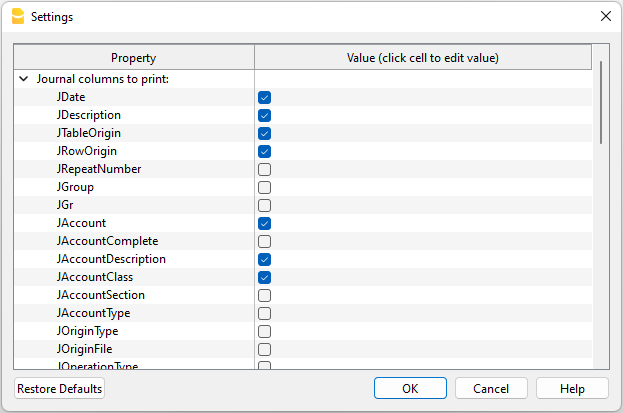 Settings
Property Value (click cell to edit value)
Journal columns to print:
JDate
JDescription
JTableOrigin
JRowOrigin
JRepeatNumber
JGroup
JGr
JAccount
JAccountComplete
JAccountDescription
JAccountClass
JAccountSection
JAccountType
JOriginType
JOriginFile
JOperationType
Restore Defaults OK Cancel Help